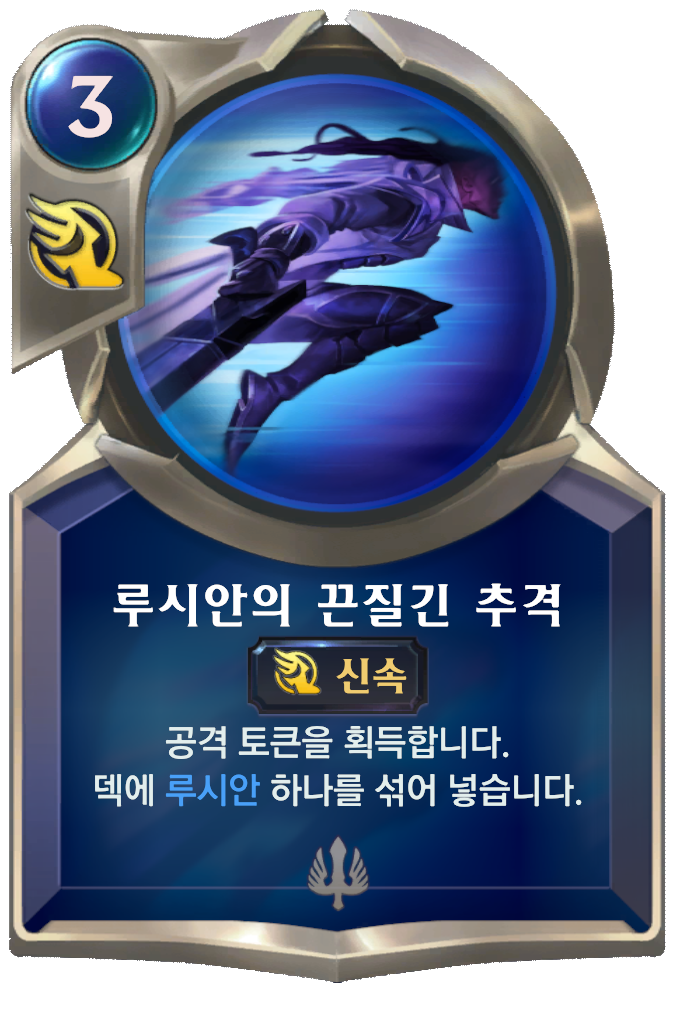 3
루시안의 끈질긴 추격
신속
공격 토큰을 획득합니다.
덱에 루시안 하나를 섞어 넣습니다.